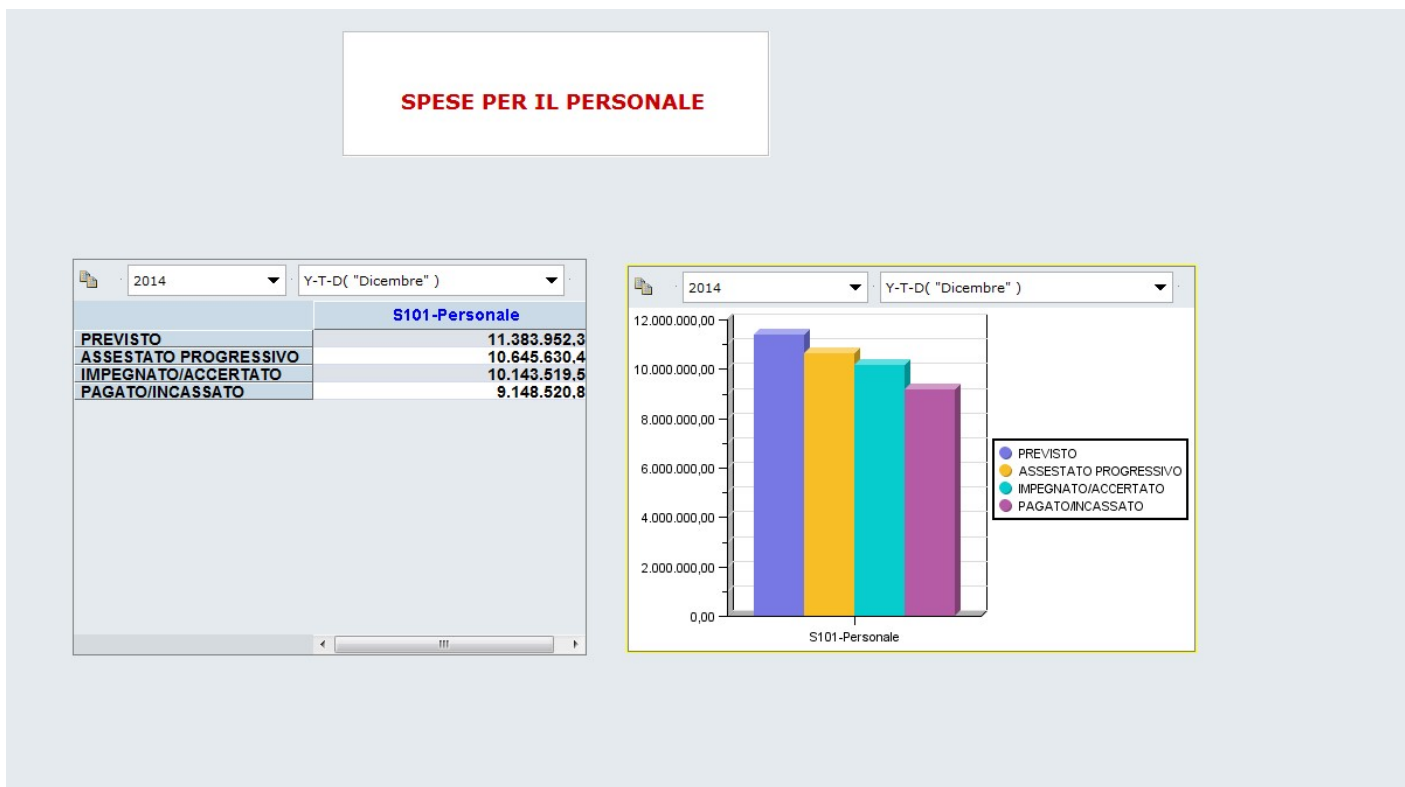 SPESE PER IL PERSONALE
2014
Y-T-D( "Dicembre" )
S101-Personale
PREVISTO 11.383.952,3
ASSESTATO PROGRESSIVO 10.645.630,4
IMPEGNATO/ACCERTATO 10.143.519,5
PAGATO/INCASSATO 9.148.520,8
2014
Y-T-D( "Dicembre" )
12.000.000,00
10.000.000,00
8.000.000,00
6.000.000,00
4.000.000,00
2.000.000,00
0,00
S101-Personale
PREVISTO
ASSESTATO PROGRESSIVO
IMPEGNATO/ACCERTATO
PAGATO/INCASSATO